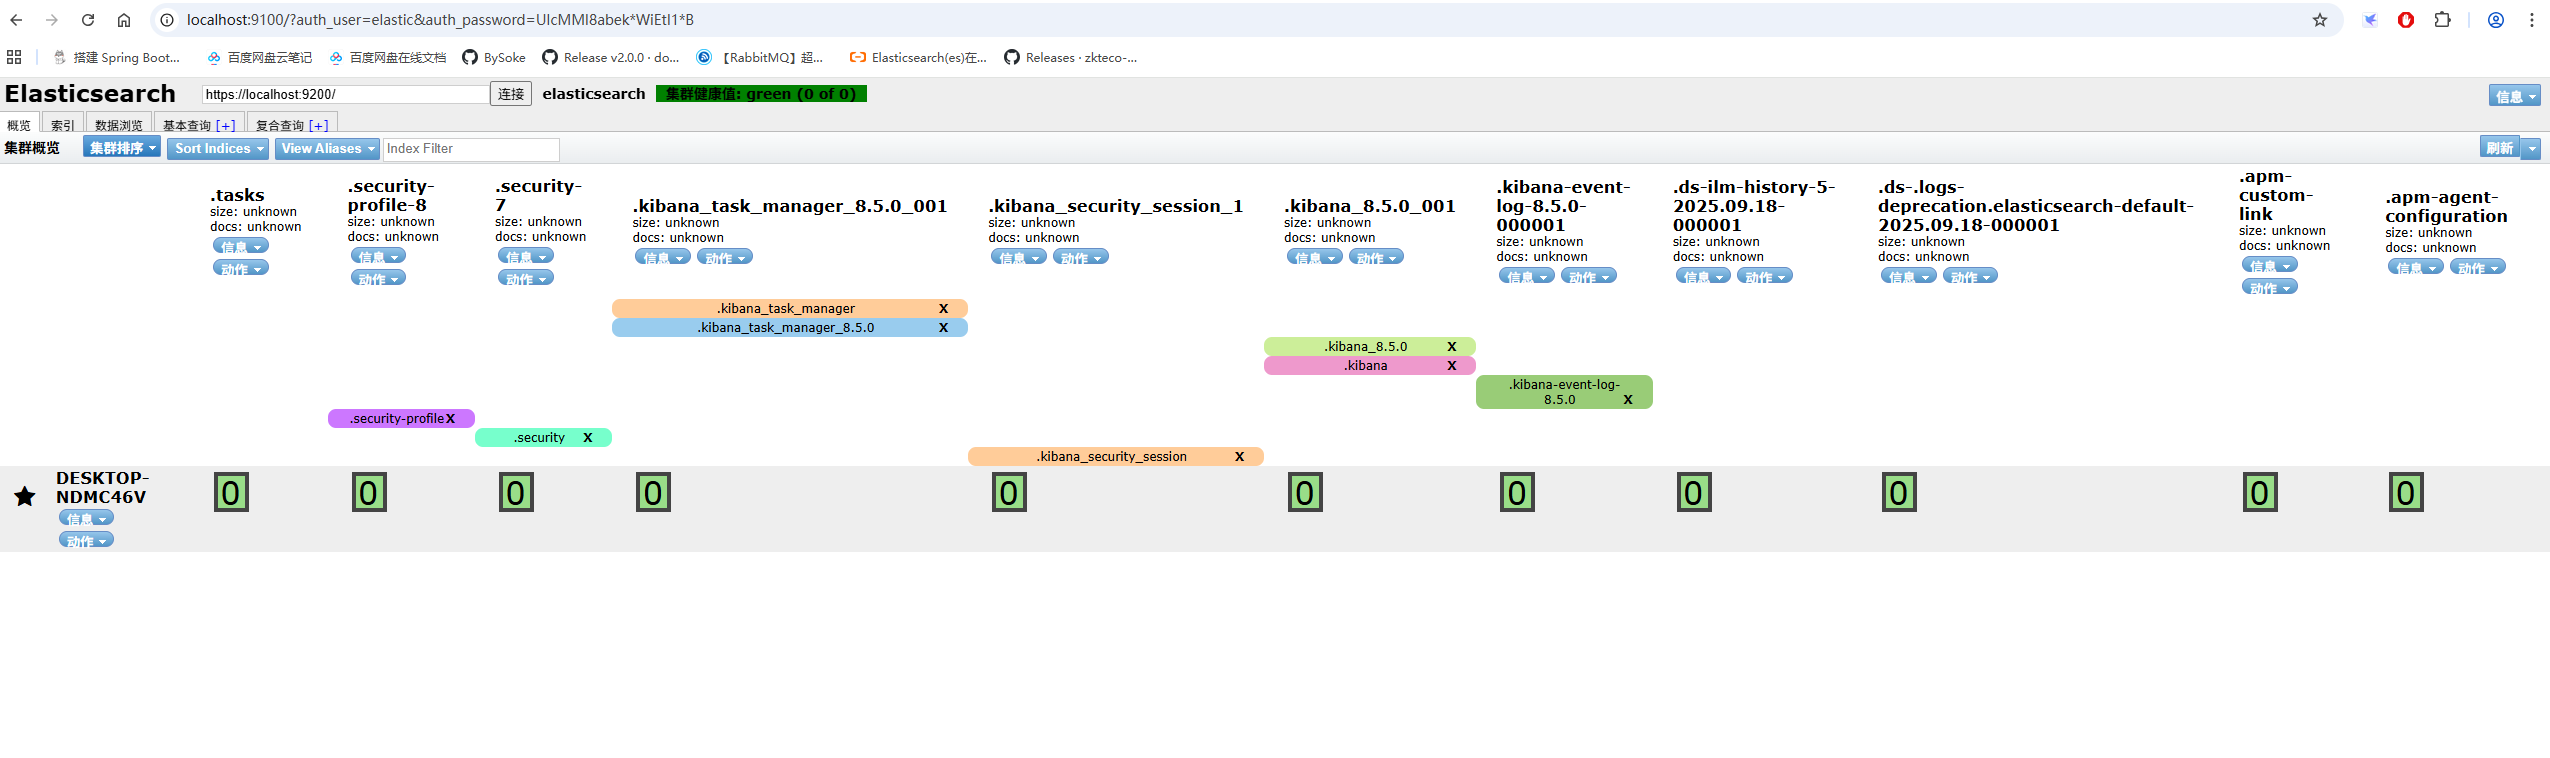 localhost:9100/?auth_user=elastic&auth_password=UIcMMI8abek*WiEtI1*B
搭建 Spring Boot...
百度网盘云笔记
百度网盘在线文档
BySoke
Release v2.0.0 · do...
【RabbitMQ】超...
Elasticsearch(es)在...
Releases · zkteco-...
Elasticsearch
https://localhost:9200/
连接
elasticsearch
集群健康值: green (0 of 0)
信息
概览
索引
数据浏览
基本查询 [+]
复合查询 [+]
集群概览
集群排序
Sort Indices
View Aliases
Index Filter
刷新
.tasks
size: unknown
docs: unknown
信息
动作
.security-
profile-8
size: unknown
docs: unknown
信息
动作
.security-
7
size: unknown
docs: unknown
信息
动作
.kibana_task_manager_8.5.0_001
size: unknown
docs: unknown
信息 动作
.kibana_security_session_1
size: unknown
docs: unknown
信息 动作
.kibana_8.5.0_001
size: unknown
docs: unknown
信息 动作
.kibana-event-
log-8.5.0-
000001
size: unknown
docs: unknown
信息 动作
.ds-ilm-history-5-
2025.09.18-
000001
size: unknown
docs: unknown
信息 动作
.ds-.logs-
deprecation.elasticsearch-default-
2025.09.18-000001
size: unknown
docs: unknown
信息 动作
.apm-
custom-
link
size: unknown
docs: unknown
信息
动作
.apm-agent-
configuration
size: unknown
docs: unknown
信息 动作
.kibana_task_manager X
.kibana_task_manager_8.5.0 X
.kibana_8.5.0 X
.kibana X
.kibana-event-log-
8.5.0 X
.security-profile X
.security X
.kibana_security_session X
DESKTOP-
NDMC46V
信息
动作
0 0 0 0 0 0 0 0 0 0 0